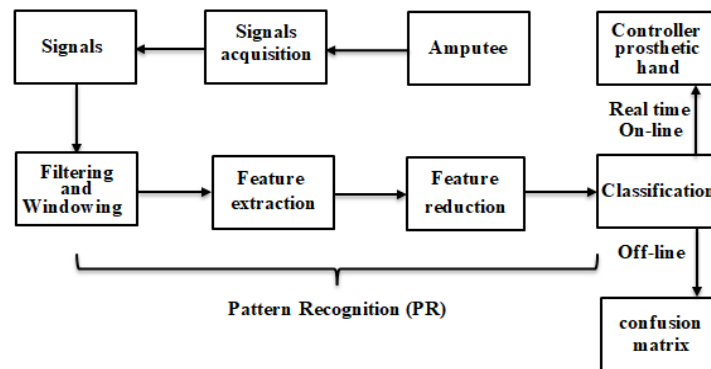 Signals
Signals
acquisition
Amputee
Controller
prosthetic
hand
Real time
On-line
Filtering
and
Windowing
Feature
extraction
Feature
reduction
Classification
Off-line
Pattern Recognition (PR)
confusion
matrix